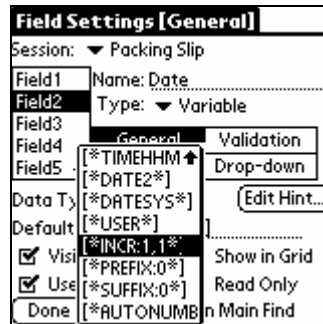 Field Settings [General]
Session: Packing Slip
Field1
Field2
Field3
Field4
Field5
Name: Date
Type: Variable
General
Validation
Drop-down
[*TIMEHHM
[*DATE2*]
[*DATESYS*]
[*USER*]
[*INCR:1,1*
[*PREFIX:0*]
[*SUFFIX:0*]
[*AUTONUMB
Data Ty
Edit Hint...
Default
]
Visi
Show in Grid
Use
Read Only
Done
n Main Find